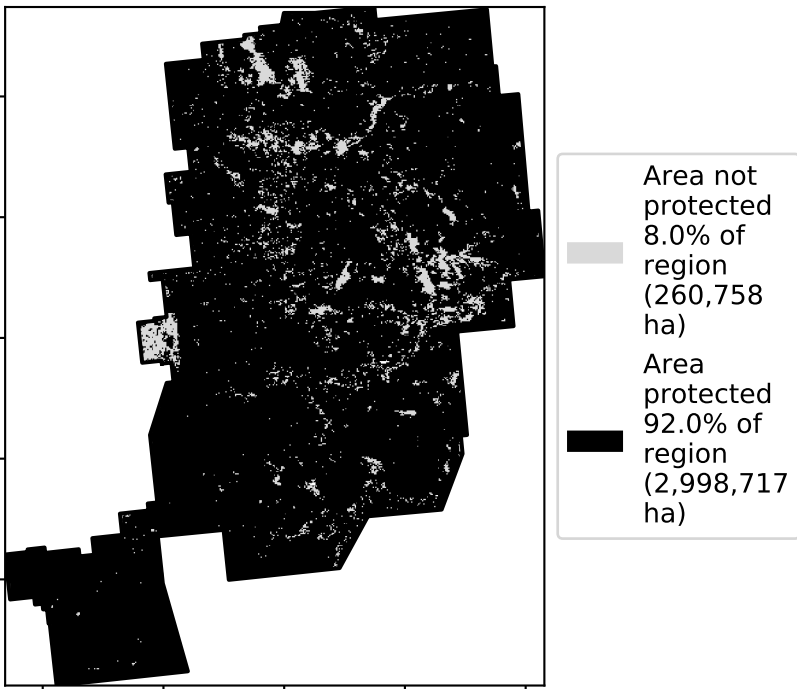 Area not
protected
8.0% of
region
(260,758
ha)
Area
protected
92.0% of
region
(2,998,717
ha)